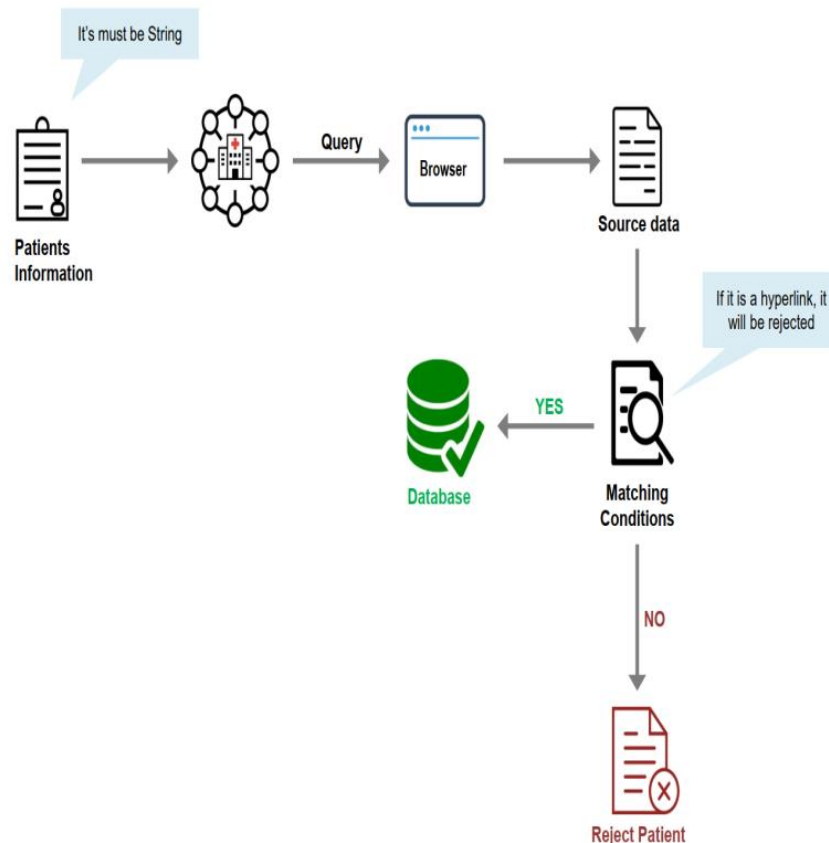 It's must be String
Query
Browser
Patients
Information
Source data
If it is a hyperlink, it
will be rejected
YES
Database
Matching
Conditions
NO
Reject Patient